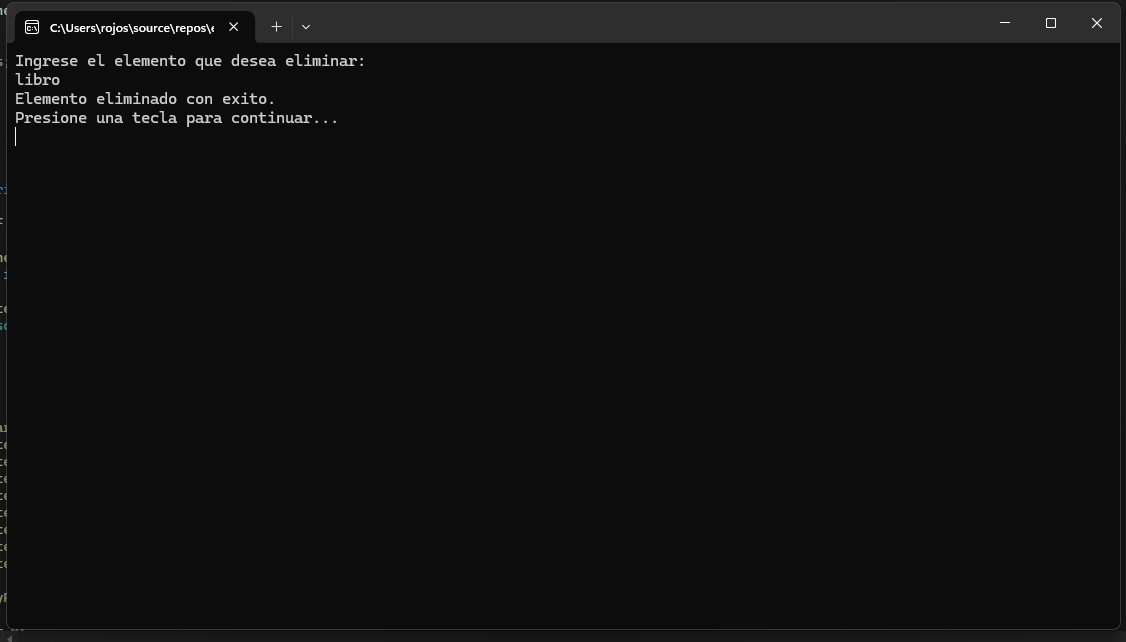 C:\Users\rojos\source\repos\e
Ingrese el elemento que desea eliminar:
libro
Elemento eliminado con exito.
Presione una tecla para continuar...